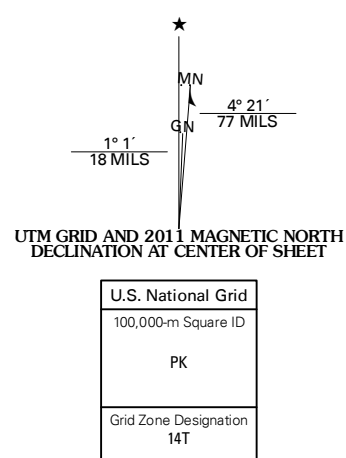 ★
MN
GN
4° 21´
77 MILS
1° 1´
18 MILS
UTM GRID AND 2011 MAGNETIC NORTH
DECLINATION AT CENTER OF SHEET
U.S. National Grid
100,000-m Square ID
PK
Grid Zone Designation
14T